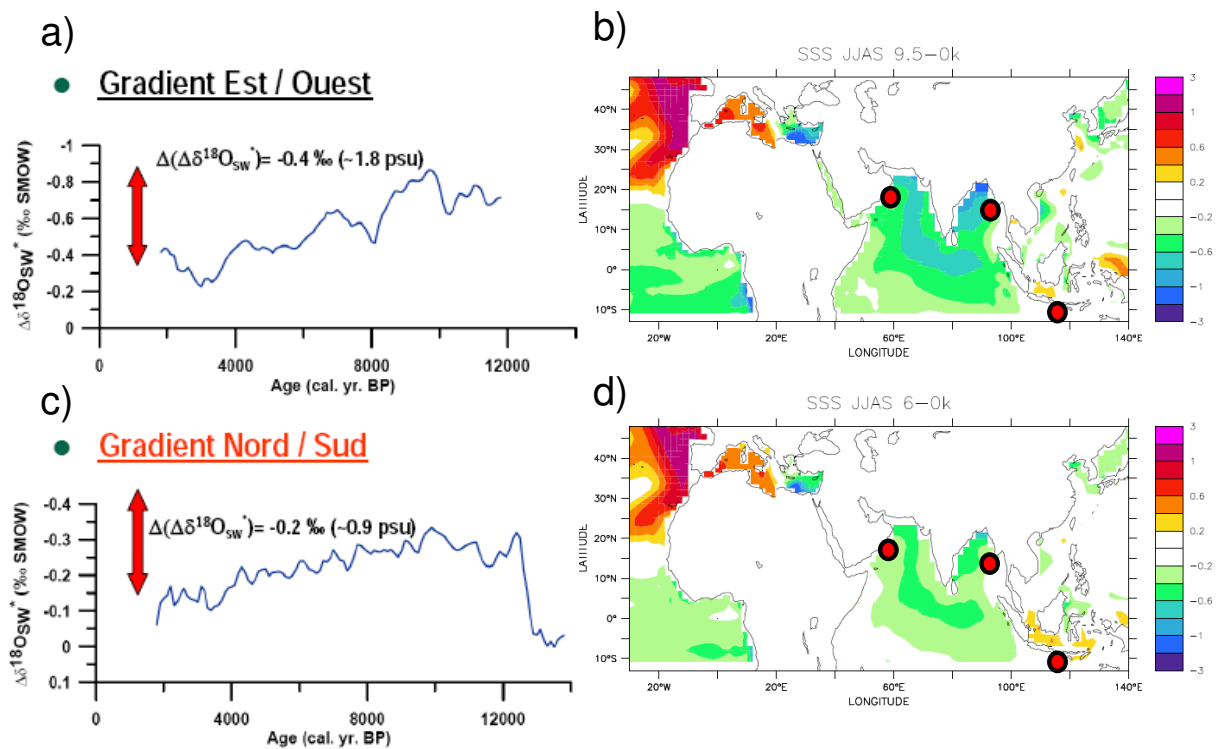 a)
● Gradient Est / Ouest
Δ(Δδ¹⁸O_SW*)= -0.4 ‰ (~1.8 psu)
Δδ¹⁸O_SW* (‰ SMOW)
-1
-0.8
-0.6
-0.4
-0.2
0
0 4000 8000 12000
Age (cal. yr. BP)
b)
SSS JJAS 9.5-0k
LATITUDE
40°N
30°N
20°N
10°N
0°
10°S
20°W 20°E 60°E 100°E 140°E
LONGITUDE
3
1
0.6
0.2
-0.2
-0.6
-1
-3
c)
● Gradient Nord / Sud
Δ(Δδ¹⁸O_SW*)= -0.2 ‰ (~0.9 psu)
Δδ¹⁸O_SW* (‰ SMOW)
-0.4
-0.3
-0.2
-0.1
0
0.1
0 4000 8000 12000
Age (cal. yr. BP)
d)
SSS JJAS 6-0k
LATITUDE
40°N
30°N
20°N
10°N
0°
10°S
20°W 20°E 60°E 100°E 140°E
LONGITUDE
3
1
0.6
0.2
-0.2
-0.6
-1
-3